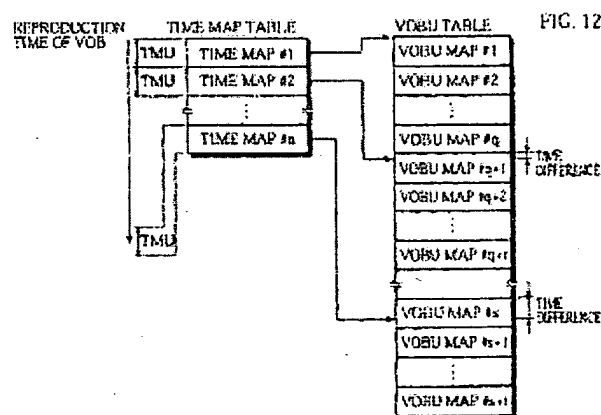 FIG. 12
REPRODUCTION
TIME OF VOB
TIME MAP TABLE
TMU
TIME MAP #1
TMU
TIME MAP #2
⋮
TIME MAP #n
TMU
VOBU TABLE
VOBU MAP #1
VOBU MAP #2
⋮
VOBU MAP #q
VOBU MAP #q+1
TIME
DIFFERENCE
VOBU MAP #q+2
⋮
VOBU MAP #q+r
VOBU MAP #s
TIME
DIFFERENCE
VOBU MAP #s+1
⋮
VOBU MAP #s+t